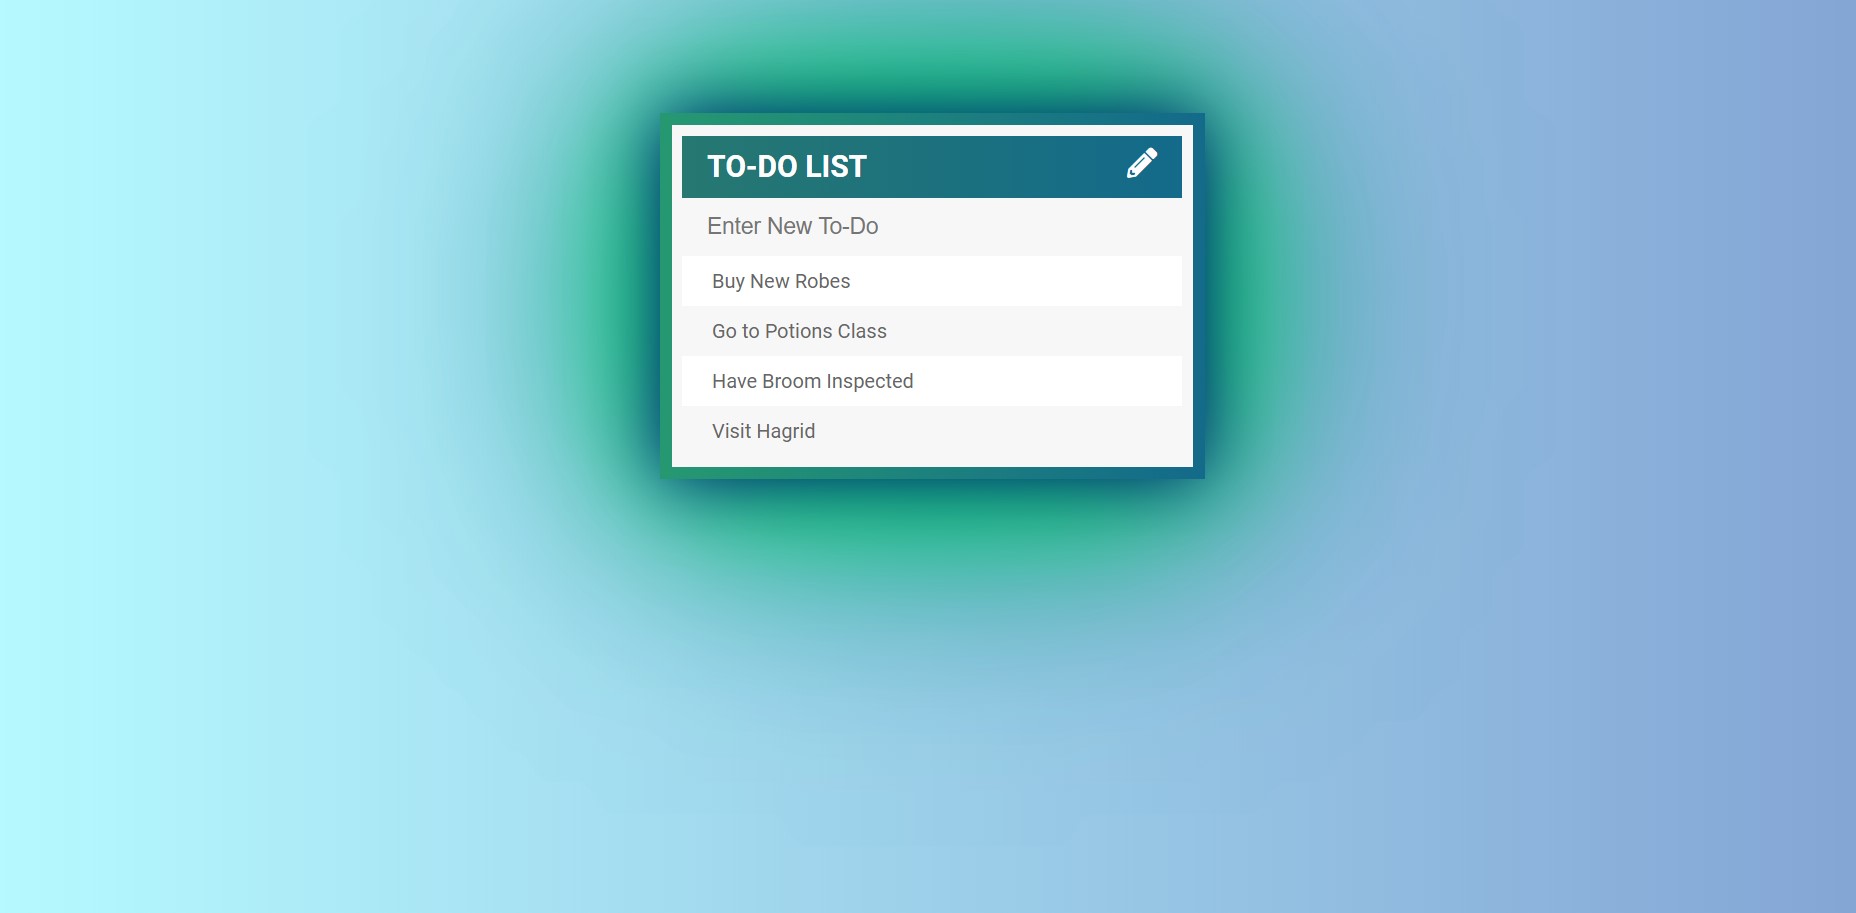 TO-DO LIST
Enter New To-Do
Buy New Robes
Go to Potions Class
Have Broom Inspected
Visit Hagrid